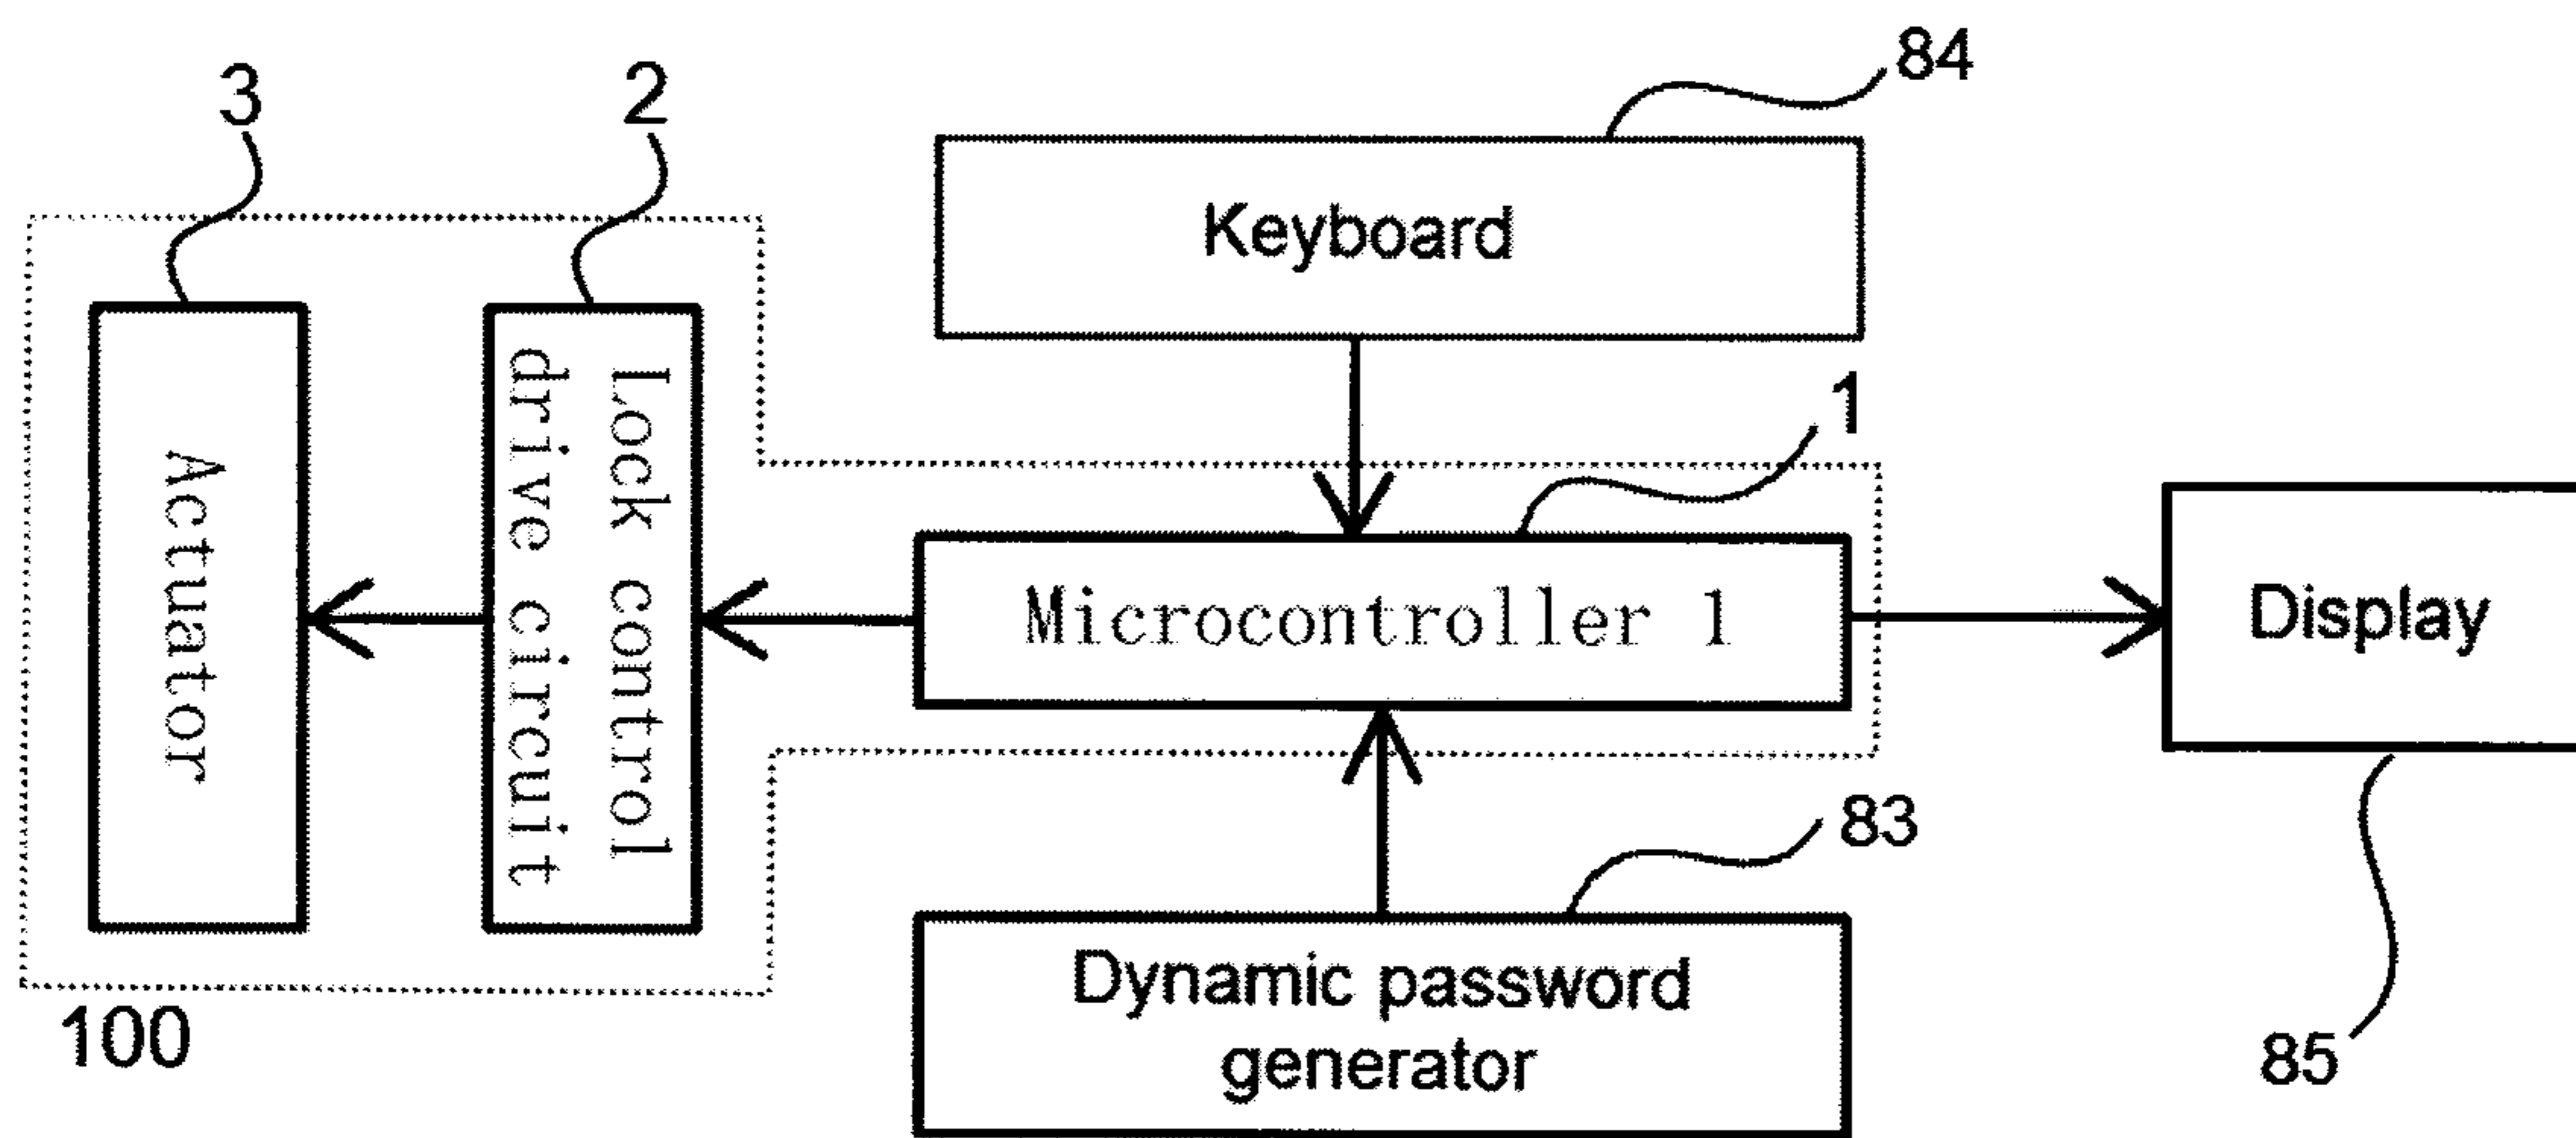 84
3
2
Keyboard
1
Lock control
drive circuit
Actuator
Microcontroller 1
Display
83
Dynamic password
generator
100
85